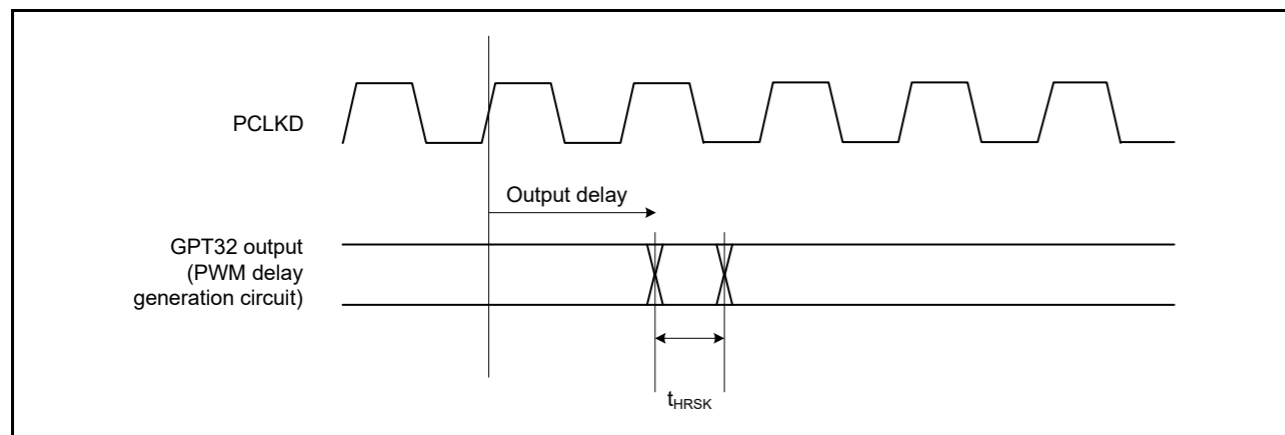 PCLKD
Output delay
GPT32 output
(PWM delay
generation circuit)
tHRSK